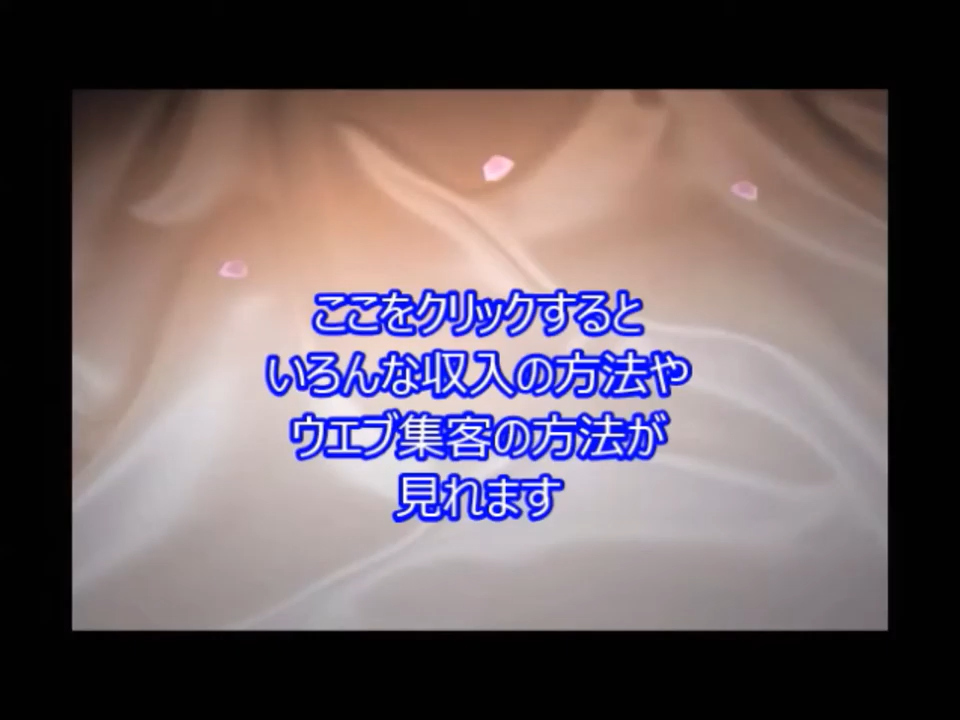 ここをクリックすると
いろんな収入の方法や
ウエブ集客の方法が
見れます